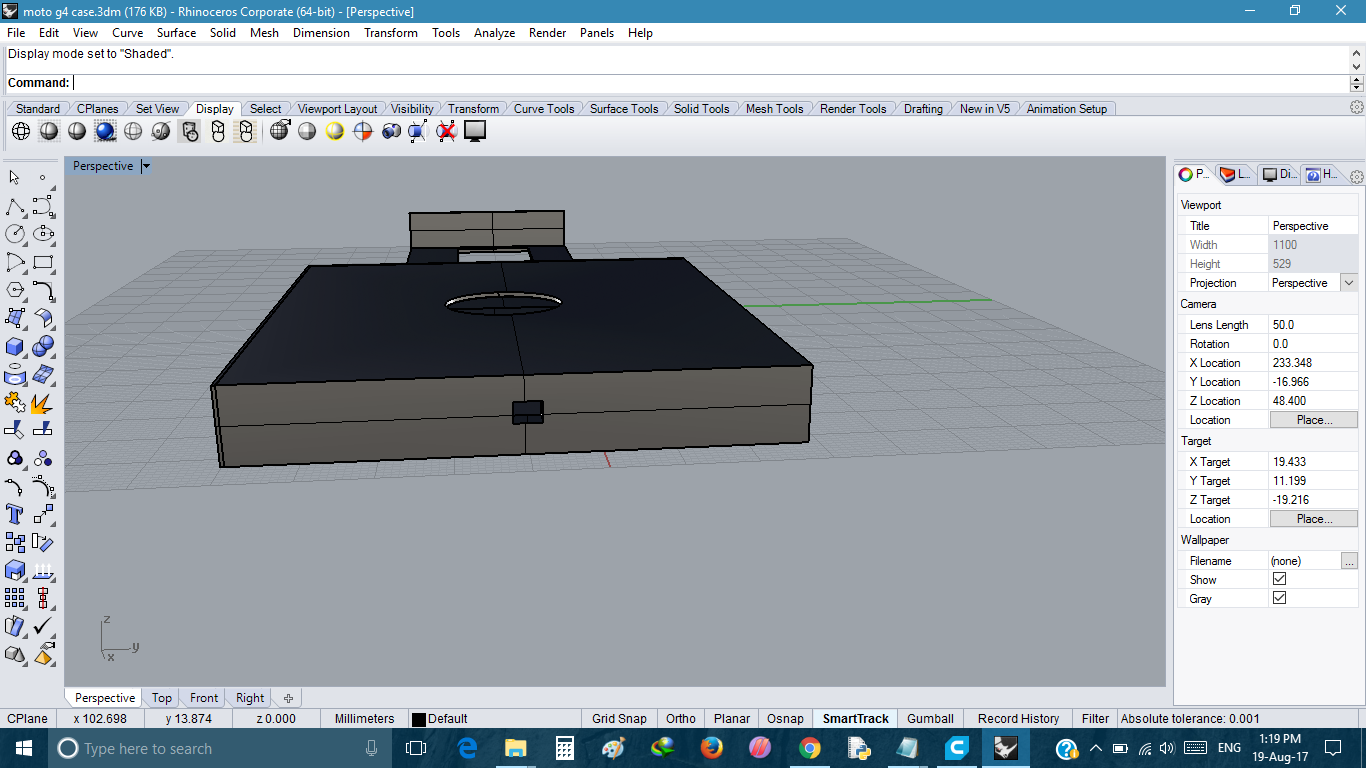 moto g4 case.3dm (176 KB) - Rhinoceros Corporate (64-bit) - [Perspective]
File Edit View Curve Surface Solid Mesh Dimension Transform Tools Analyze Render Panels Help
Display mode set to "Shaded".
Command:
Standard CPlanes Set View Display Select Viewport Layout Visibility Transform Curve Tools Surface Tools Solid Tools Mesh Tools Render Tools Drafting New in V5 Animation Setup
Perspective
P... L... Di... H...
Viewport
Title Perspective
Width 1100
Height 529
Projection Perspective
Camera
Lens Length 50.0
Rotation 0.0
X Location 233.348
Y Location -16.966
Z Location 48.400
Location Place...
Target
X Target 19.433
Y Target 11.199
Z Target -19.216
Location Place...
Wallpaper
Filename (none) ...
Show
Gray
z
y
x
Perspective Top Front Right
CPlane x 102.698 y 13.874 z 0.000 Millimeters Default Grid Snap Ortho Planar Osnap SmartTrack Gumball Record History Filter Absolute tolerance: 0.001
Type here to search
ENG
1:19 PM
19-Aug-17